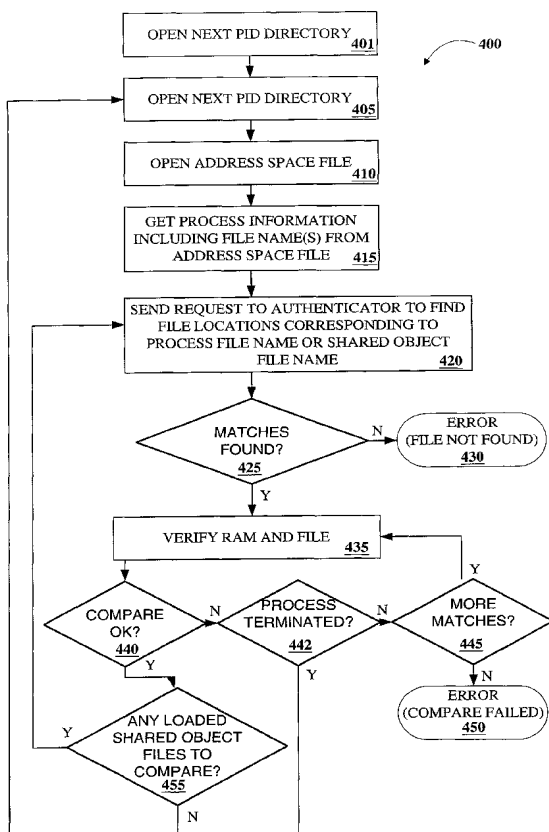 OPEN NEXT PID DIRECTORY
401
400
OPEN NEXT PID DIRECTORY
405
OPEN ADDRESS SPACE FILE
410
GET PROCESS INFORMATION
INCLUDING FILE NAME(S) FROM
ADDRESS SPACE FILE
415
SEND REQUEST TO AUTHENTICATOR TO FIND
FILE LOCATIONS CORRESPONDING TO
PROCESS FILE NAME OR SHARED OBJECT
FILE NAME
420
MATCHES
FOUND?
425
N
ERROR
(FILE NOT FOUND)
430
Y
VERIFY RAM AND FILE
435
COMPARE
OK?
440
N
PROCESS
TERMINATED?
442
N
MORE
MATCHES?
445
Y
Y
Y
N
ERROR
(COMPARE FAILED)
450
ANY LOADED
SHARED OBJECT
FILES TO
COMPARE?
455
Y
N